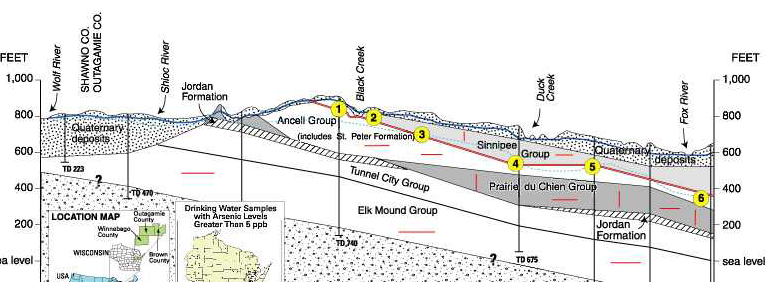 FEET
Wolf River
SHAWNO CO.
OUTAGAMIE CO.
Shioc River
Black Creek
Duck
Creek
Fox River
FEET
1,000
800
600
400
200
ea level
1,000
800
600
400
200
sea level
Jordan
Formation
Quaternary
deposits
Ancell Group
(includes St. Peter Formation)
Sinnipee
Group
Quaternary
deposits
Prairie du Chien Group
Tunnel City Group
Elk Mound Group
Jordan
Formation
1
2
3
4
5
6
TD 223
TD 470
TD 740
TD 675
?
?
LOCATION MAP
Outagamie
County
Winnebago
County
WISCONSIN
Brown
County
USA
Drinking Water Samples
with Arsenic Levels
Greater Than 5 ppb